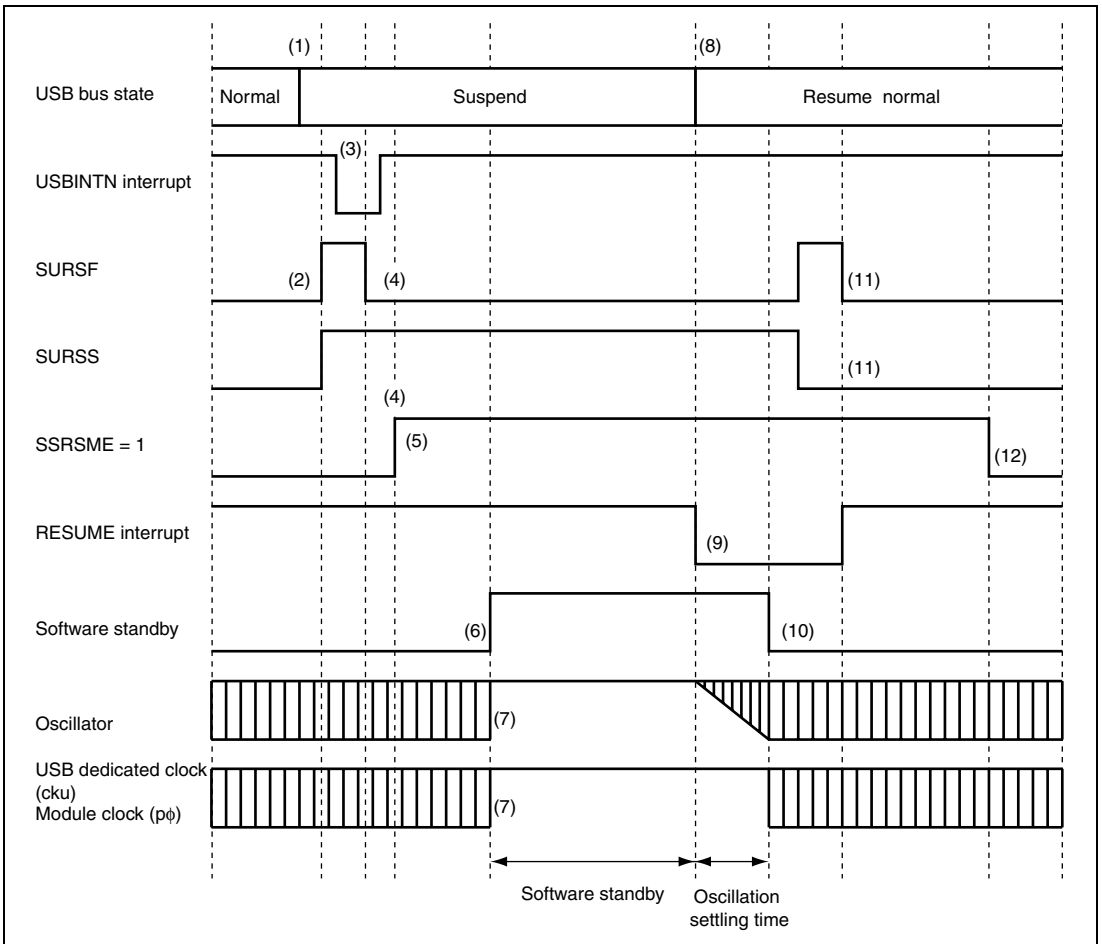 (1) (8)
USB bus state Normal Suspend Resume normal
(3)
USBINTN interrupt
SURSF
(2) (4) (11)
SURSS
(11)
(4)
SSRSME = 1 (5) (12)
RESUME interrupt (9)
Software standby (6) (10)
Oscillator (7)
USB dedicated clock
(cku)
Module clock (pϕ) (7)
Software standby Oscillation
settling time